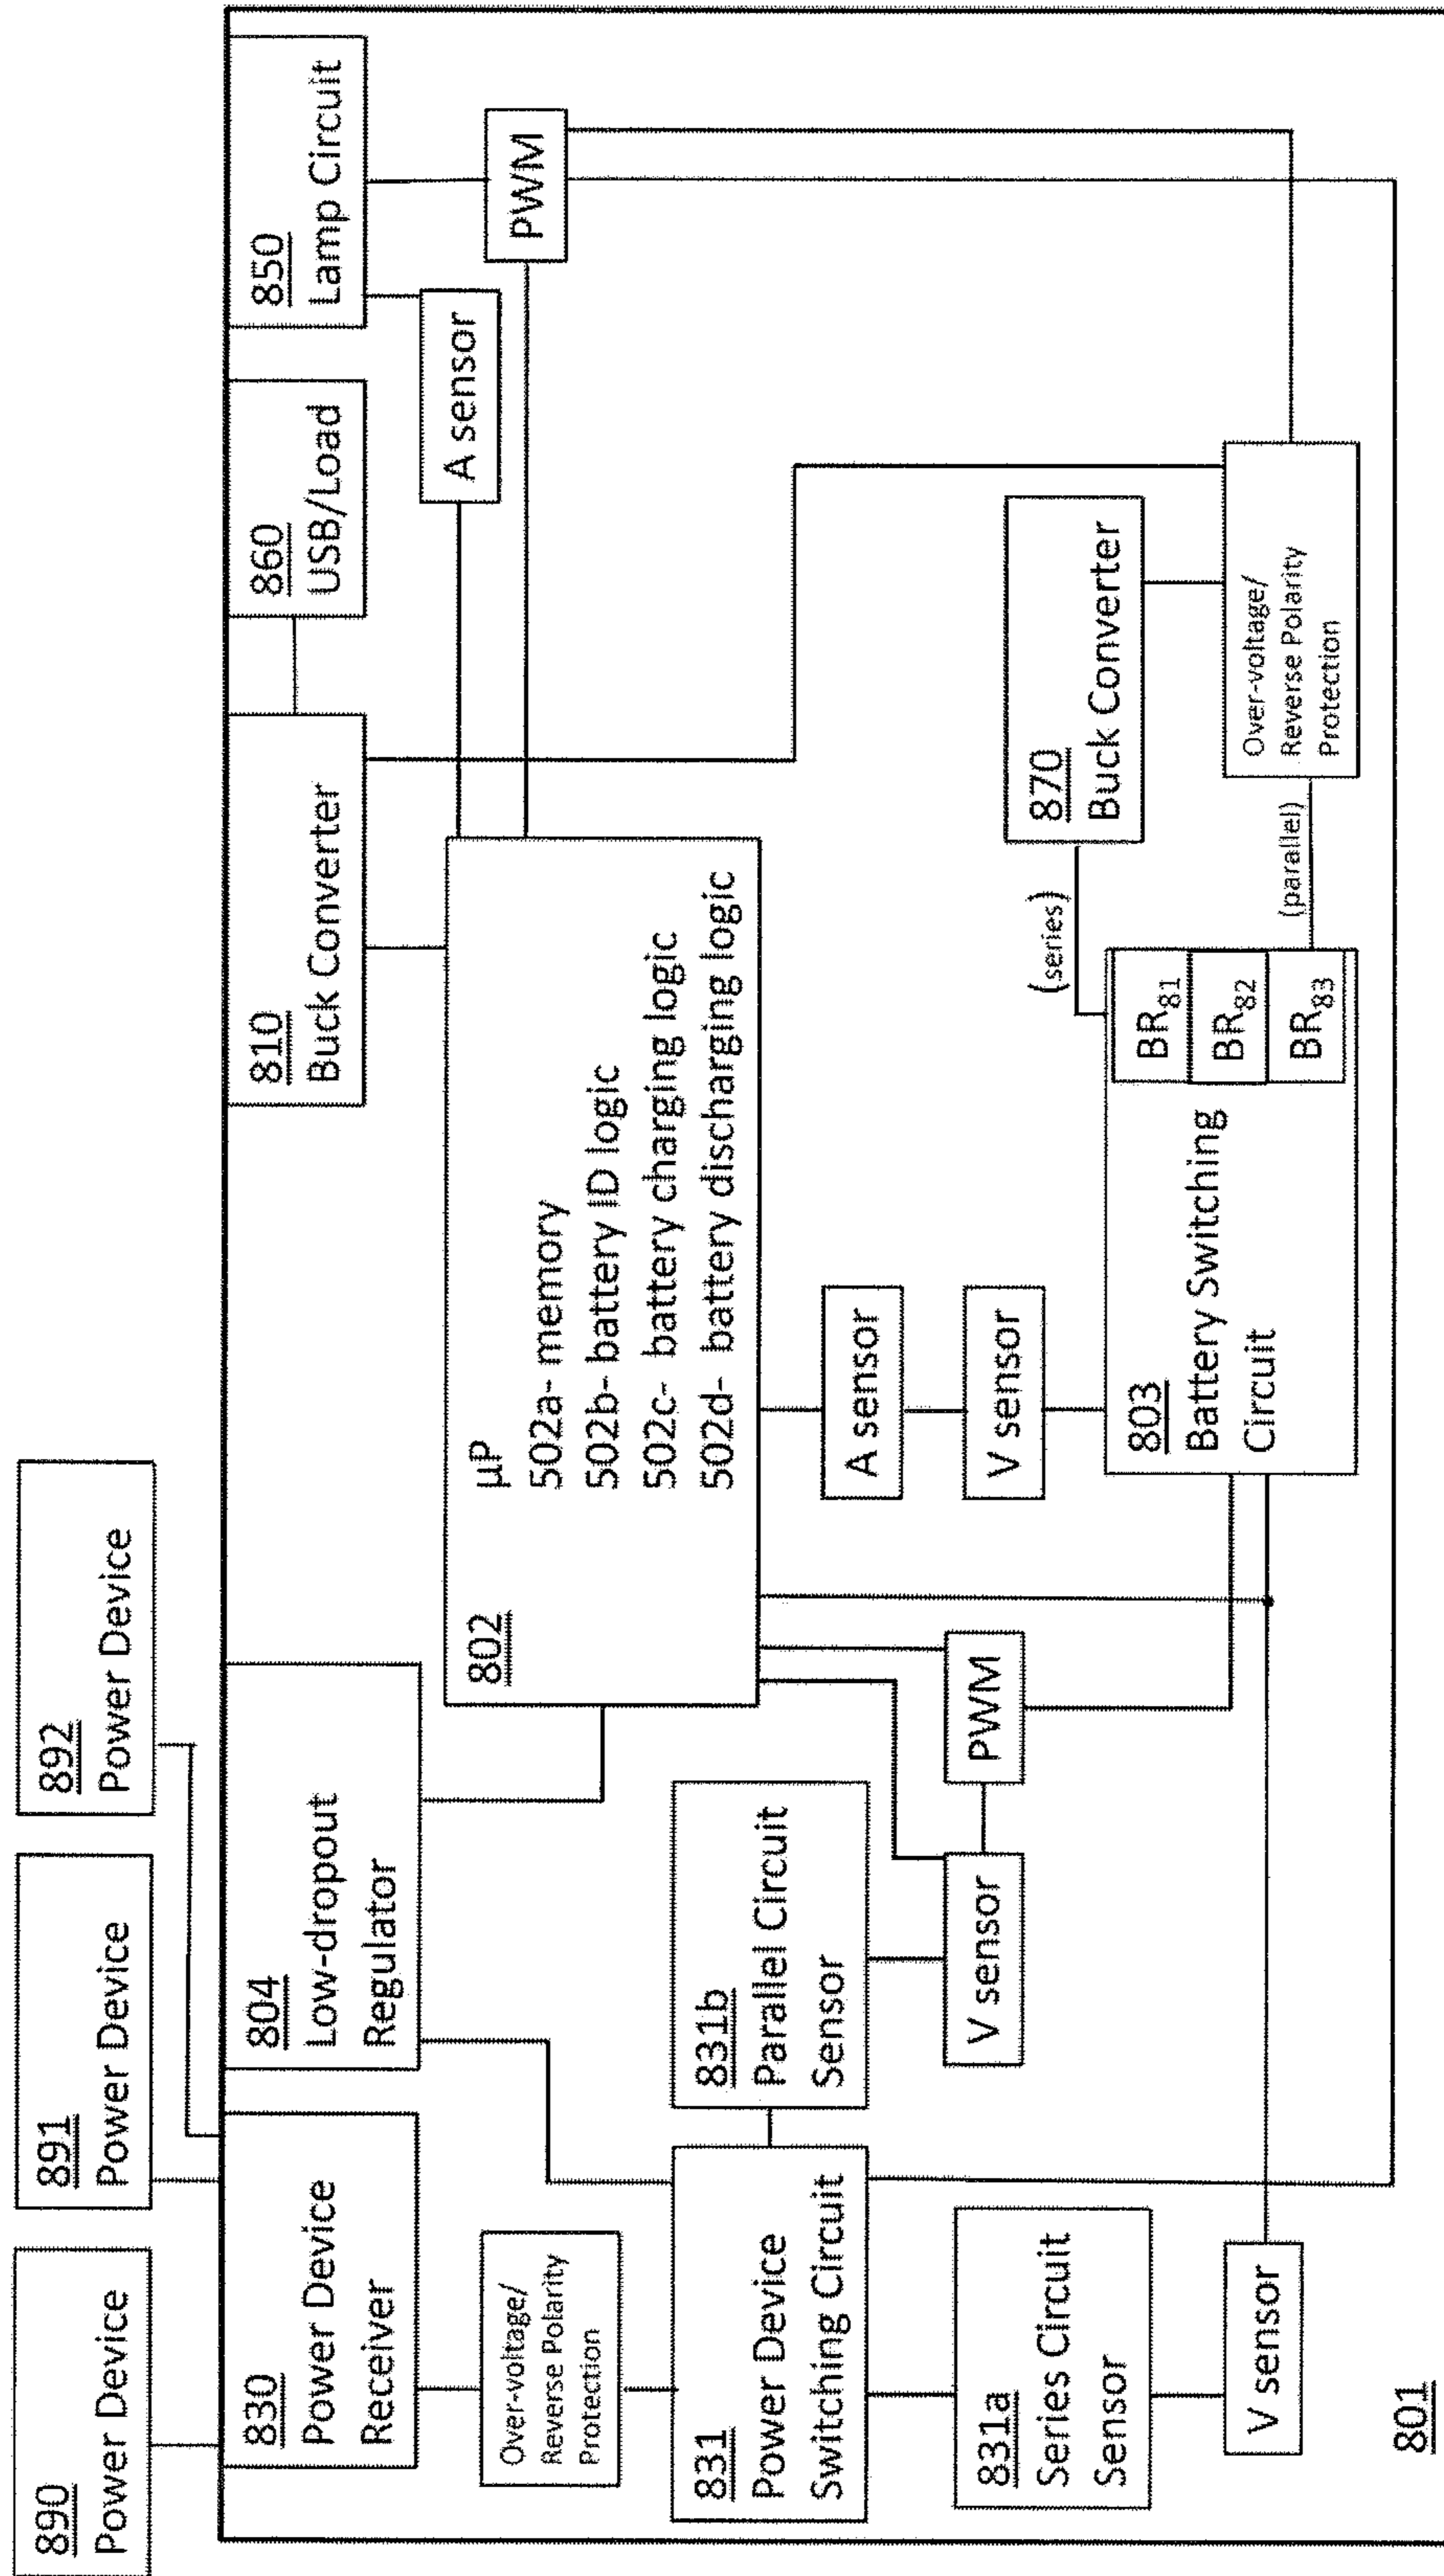 890
Power Device
891
Power Device
892
Power Device
830
Power Device
Receiver
804
Low-dropout
Regulator
810
Buck Converter
860
USB/Load
850
Lamp Circuit
Over-voltage/
Reverse Polarity
Protection
802
µP
502a- memory
502b- battery ID logic
502c- battery charging logic
502d- battery discharging logic
A sensor
PWM
831
Power Device
Switching Circuit
831b
Parallel Circuit
Sensor
V sensor
PWM
A sensor
V sensor
831a
Series Circuit
Sensor
V sensor
803
Battery Switching
Circuit
BR81
BR82
BR83
(series)
(parallel)
870
Buck Converter
Over-voltage/
Reverse Polarity
Protection
801